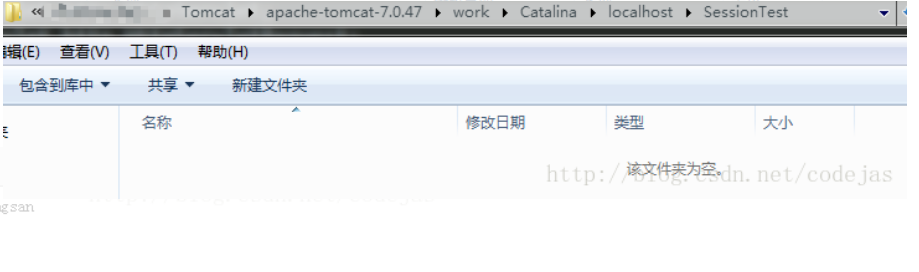 « Tomcat ▸ apache-tomcat-7.0.47 ▸ work ▸ Catalina ▸ localhost ▸ SessionTest
编辑(E) 查看(V) 工具(T) 帮助(H)
包含到库中 共享 新建文件夹
名称 修改日期 类型 大小
该文件夹为空。
http://blog.csdn.net/codejas
gsan